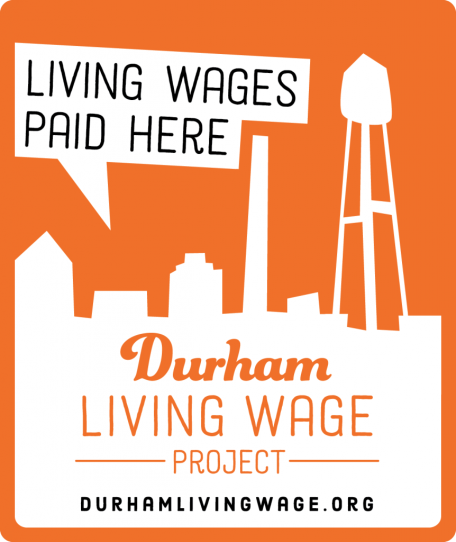 LIVING WAGES
PAID HERE
Durham
LIVING WAGE
PROJECT
DURHAMLIVINGWAGE.ORG